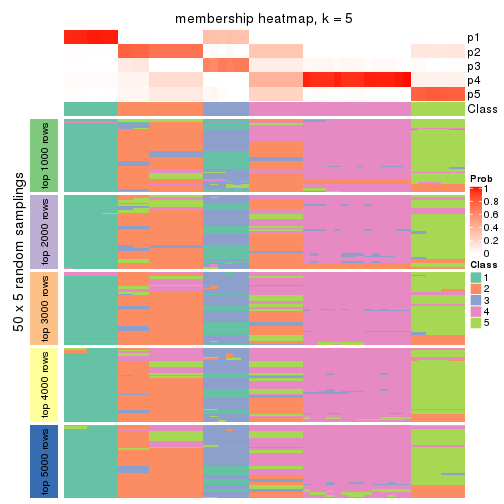 membership heatmap, k = 5
p1
p2
p3
p4
p5
Class
50 x 5 random samplings
top 1000 rows
top 2000 rows
top 3000 rows
top 4000 rows
top 5000 rows
Prob
1
0.8
0.6
0.4
0.2
0
Class
1
2
3
4
5